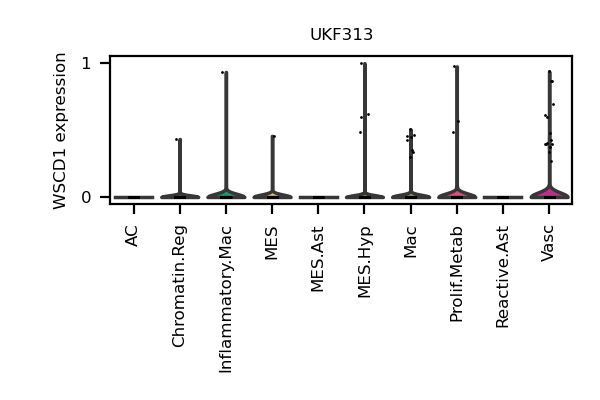 UKF313
WSCD1 expression
1
0
AC
Chromatin.Reg
Inflammatory.Mac
MES
MES.Ast
MES.Hyp
Mac
Prolif.Metab
Reactive.Ast
Vasc